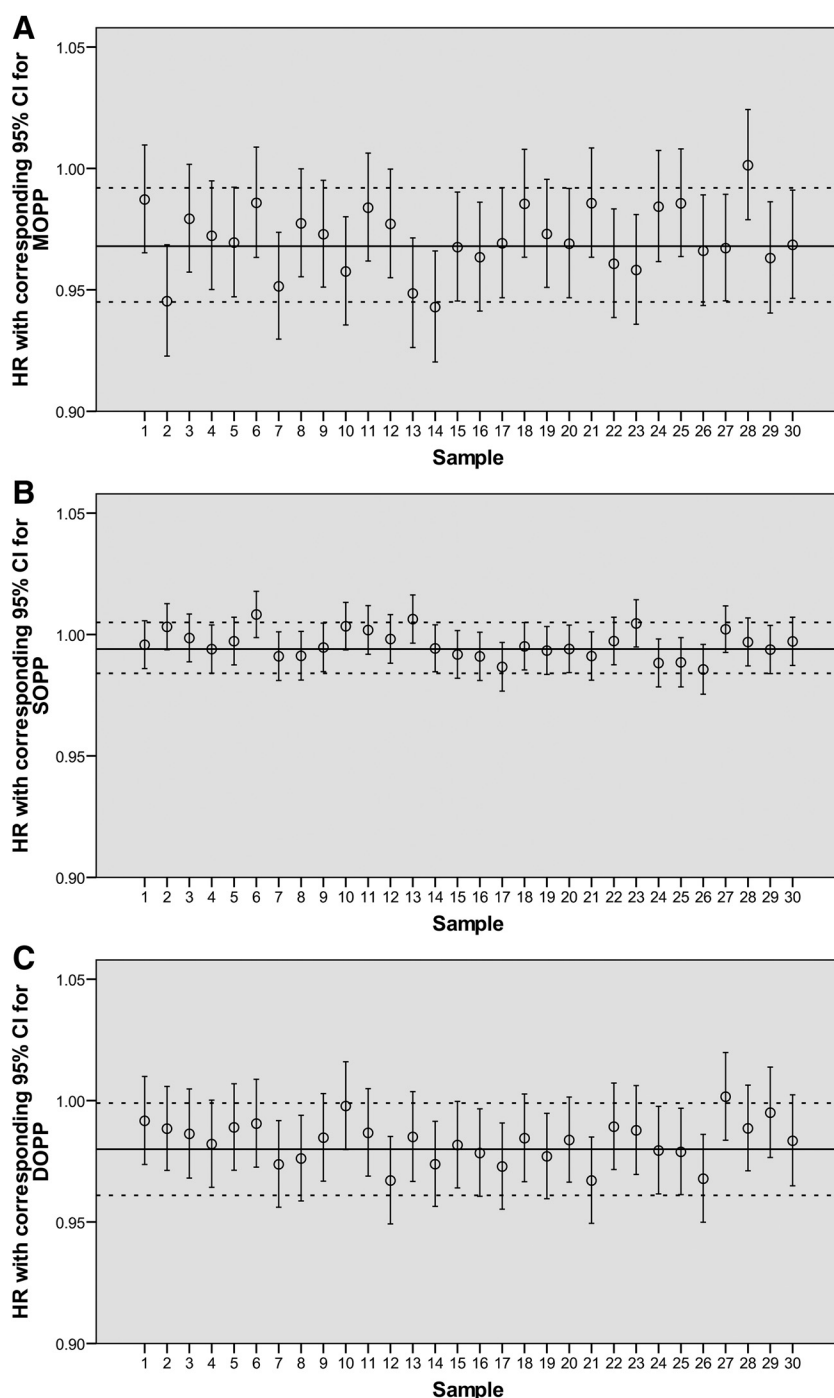 A
HR with corresponding 95% CI for
MOPP
1.05
1.00
0.95
0.90
1 2 3 4 5 6 7 8 9 10 11 12 13 14 15 16 17 18 19 20 21 22 23 24 25 26 27 28 29 30
Sample
B
HR with corresponding 95% CI for
SOPP
1.05
1.00
0.95
0.90
1 2 3 4 5 6 7 8 9 10 11 12 13 14 15 16 17 18 19 20 21 22 23 24 25 26 27 28 29 30
Sample
C
HR with corresponding 95% CI for
DOPP
1.05
1.00
0.95
0.90
1 2 3 4 5 6 7 8 9 10 11 12 13 14 15 16 17 18 19 20 21 22 23 24 25 26 27 28 29 30
Sample